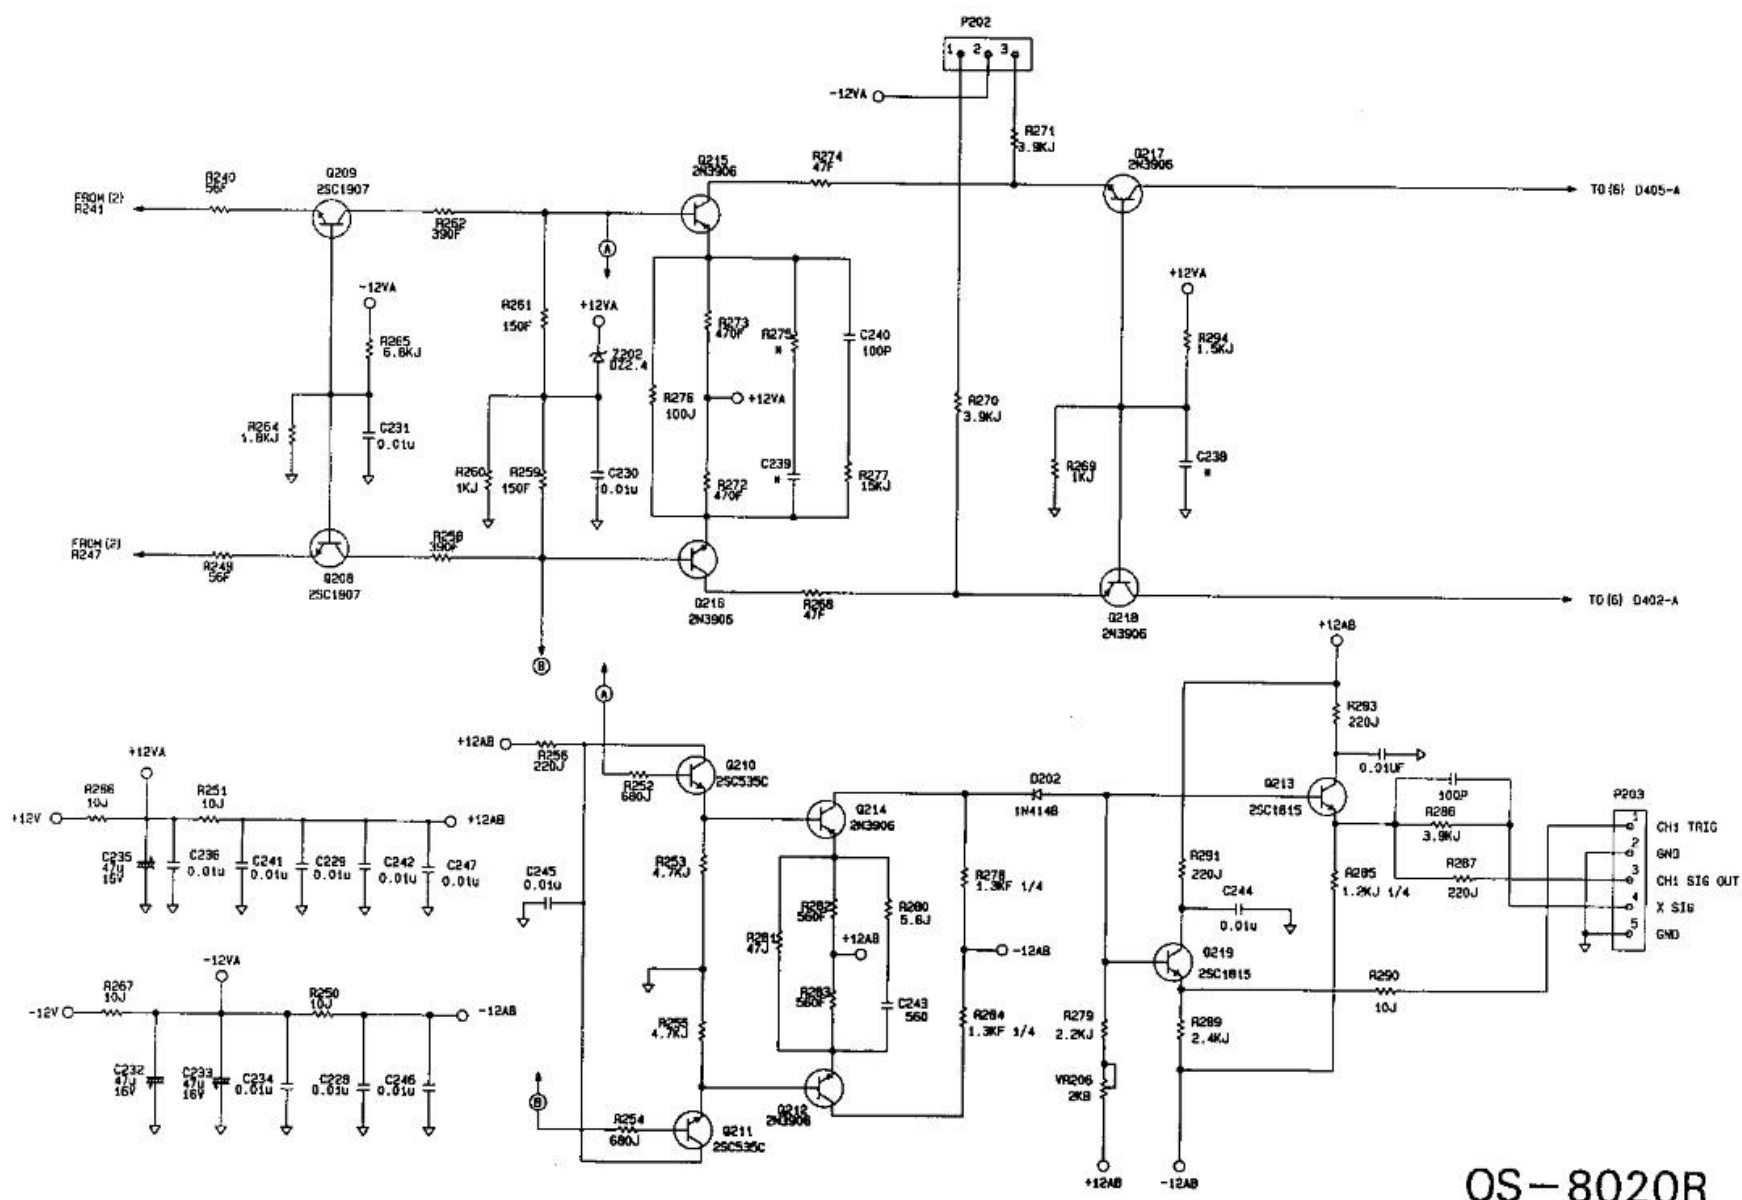 P202
1 2 3
-12VA
R271
3.9KJ
Q215
2N3906
R274
47F
Q217
2N3906
R240
56F
Q209
2SC1907
FROM (2)
R241
TO (6) D405-A
R262
390F
A
-12VA
R265
6.8KJ
R261
150F
+12VA
Z202
DZ2.4
R273
470F
R275
*
C240
100P
+12VA
R294
1.5KJ
R276
100J
+12VA
R270
3.9KJ
R264
1.8KJ
C231
0.01u
R260
1KJ
R259
150F
C230
0.01u
R272
470F
C239
*
R277
15KJ
R269
1KJ
C238
*
FROM (2)
R247
R249
56F
Q208
2SC1907
R258
390F
Q216
2N3906
R268
47F
Q218
2N3906
TO (6) D402-A
B
+12AB
A
R293
220J
+12VA
+12AB
R256
220J
Q210
2SC535C
R252
680J
0.01UF
D202
1N4148
Q213
2SC1815
100P
R286
3.9KJ
P203
R266
10J
R251
10J
+12V
+12AB
Q214
2N3906
1 CH1 TRIG
2 GND
3 CH1 SIG OUT
4 X SIG
5 GND
C235
47u
16V
C236
0.01u
C241
0.01u
C229
0.01u
C242
0.01u
C247
0.01u
C245
0.01u
R253
4.7KJ
R278
1.3KF 1/4
R291
220J
R285
1.2KJ 1/4
R287
220J
R282
560F
R280
5.6J
C244
0.01u
R281
47J
+12AB
-12AB
Q219
2SC1815
-12VA
R267
10J
R250
10J
-12V
-12AB
R283
560F
C243
560
R290
10J
R255
4.7KJ
R284
1.3KF 1/4
R279
2.2KJ
R289
2.4KJ
C232
47u
16V
C233
47u
16V
C234
0.01u
C228
0.01u
C246
0.01u
VR206
2KB
B
R254
680J
Q211
2SC535C
Q212
2N3906
+12AB
-12AB
OS-8020R